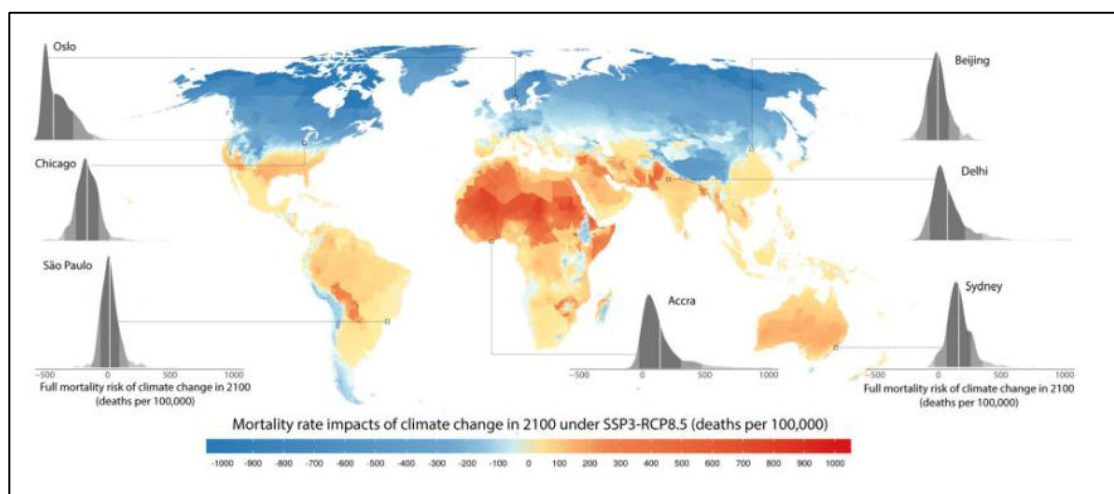 Oslo
Beijing
Chicago
Delhi
São Paulo
Accra
Sydney
-500 0 500 1000
Full mortality risk of climate change in 2100
(deaths per 100,000)
-500 0 500 1000
-500 0 500 1000
Full mortality risk of climate change in 2100
(deaths per 100,000)
Mortality rate impacts of climate change in 2100 under SSP3-RCP8.5 (deaths per 100,000)
-1000 -900 -800 -700 -600 -500 -400 -300 -200 -100 0 100 200 300 400 500 600 700 800 900 1000